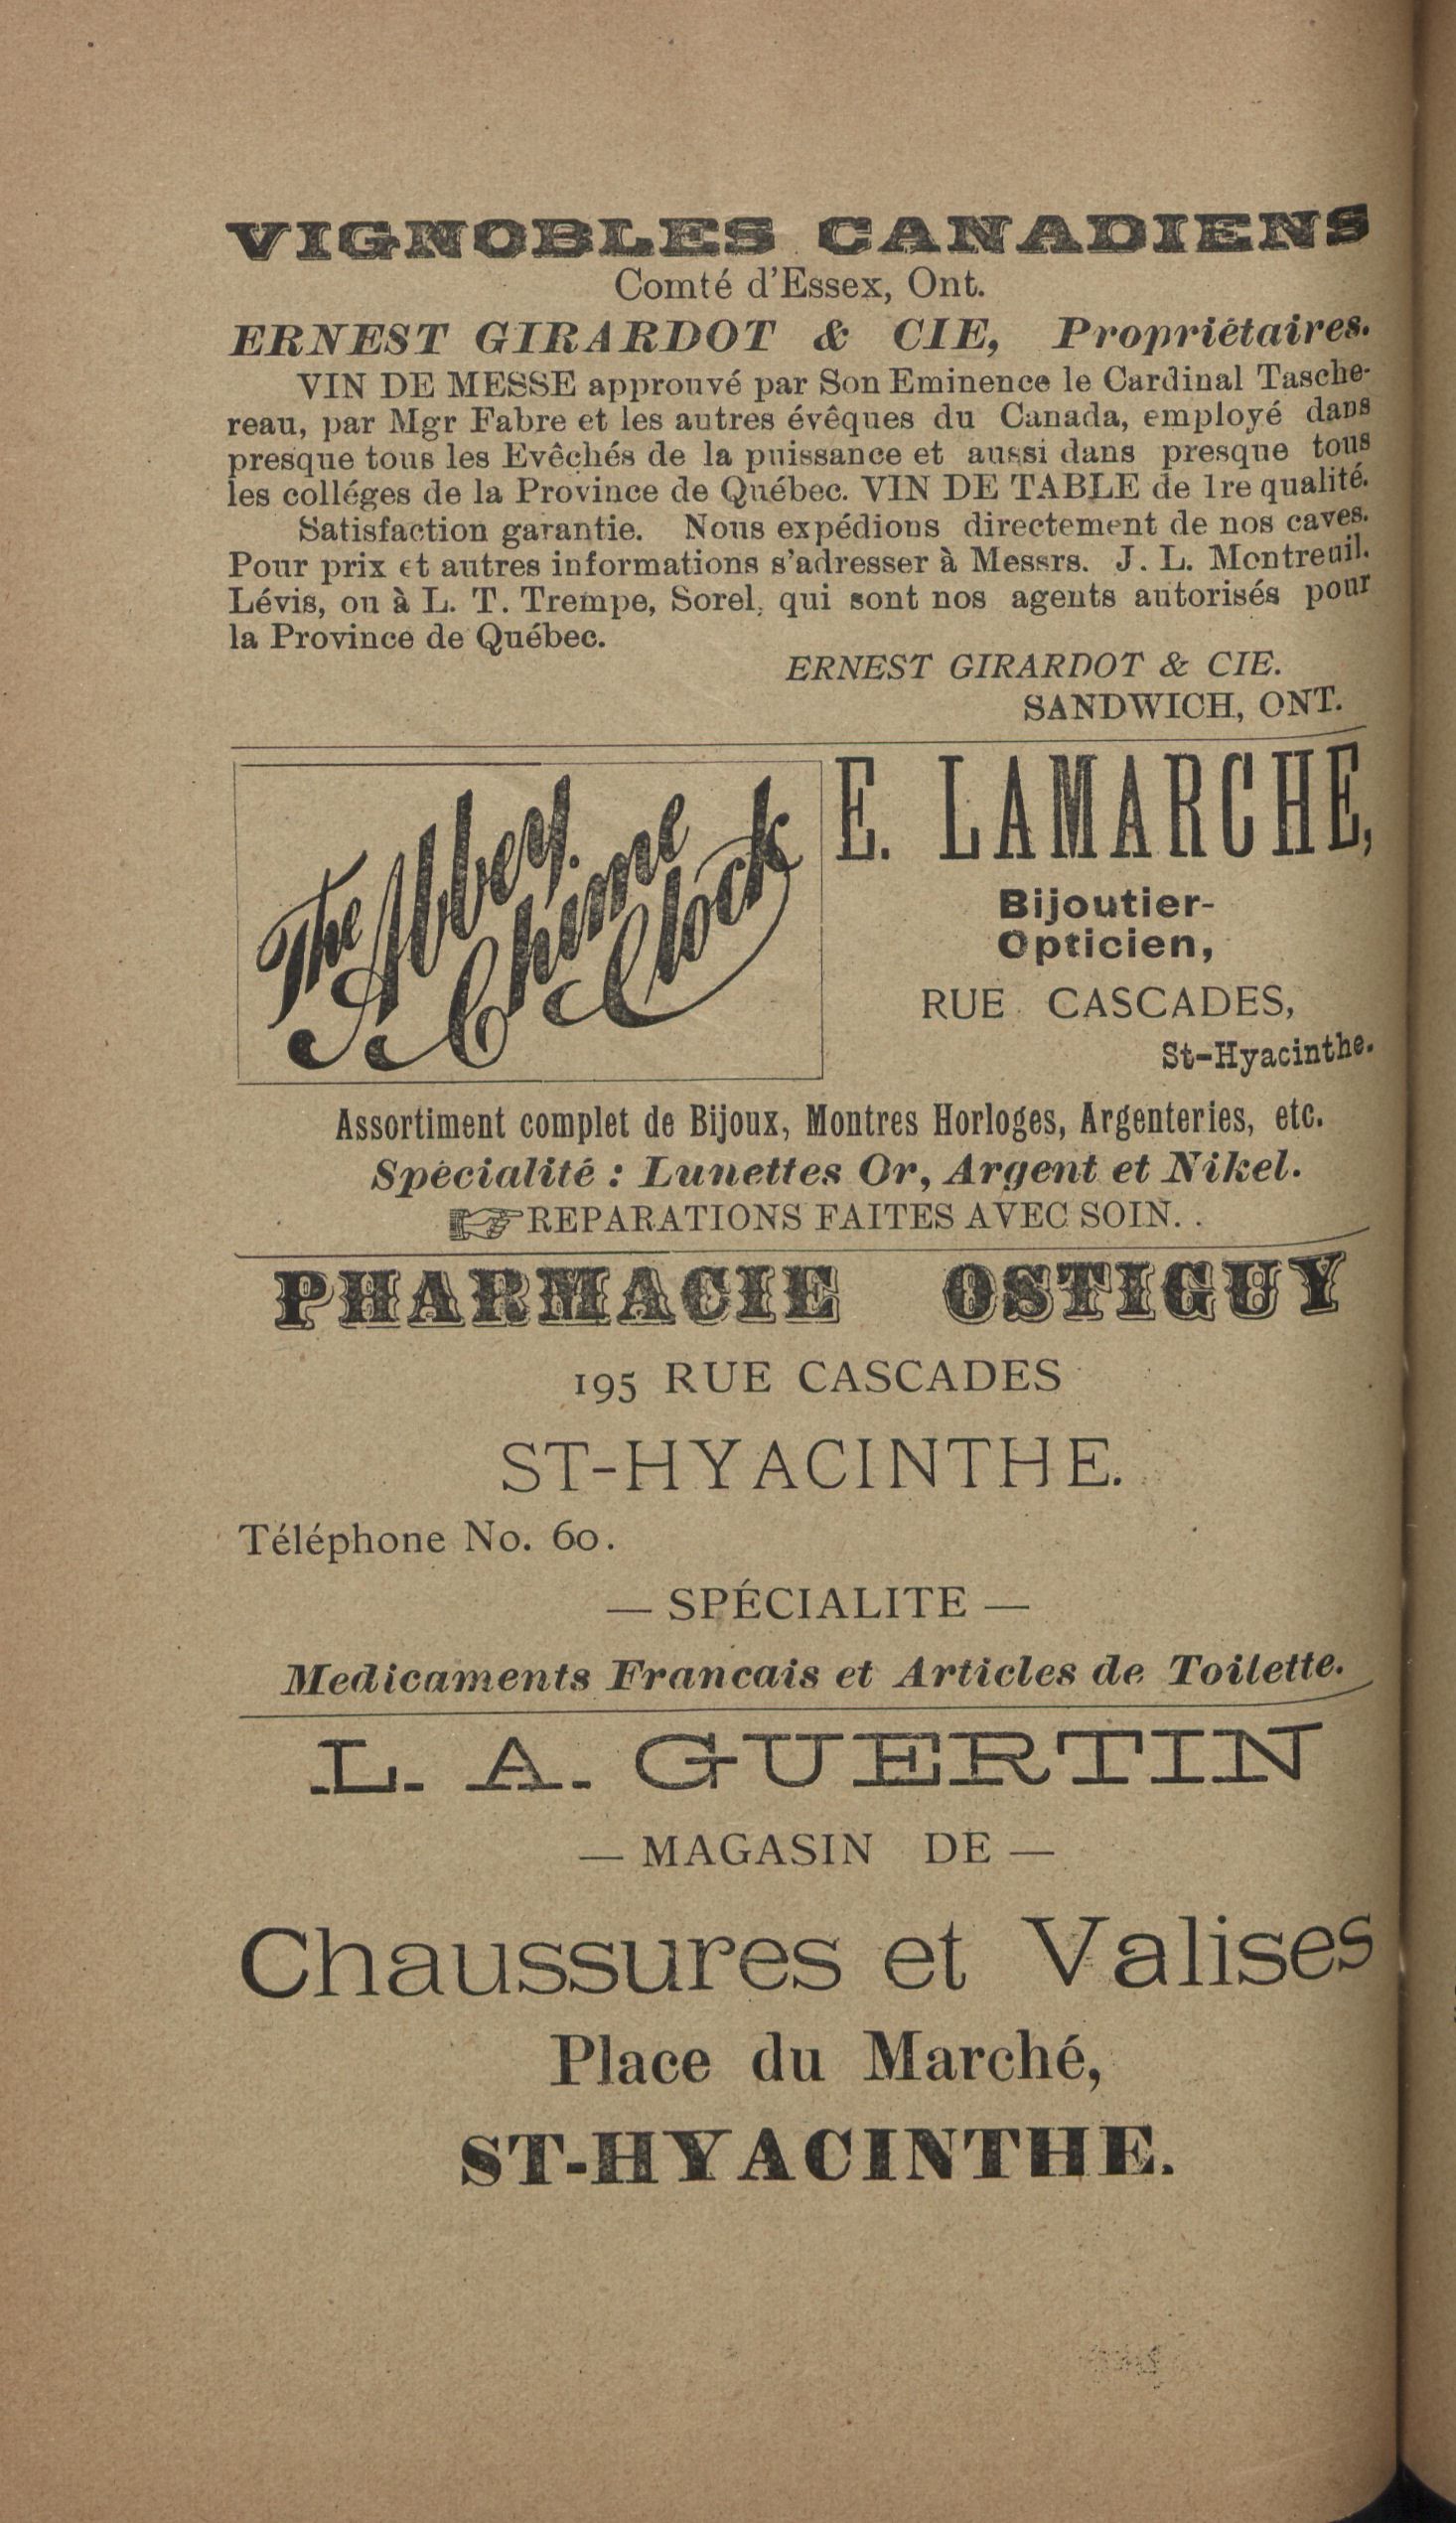 VIGNOBLES CANADIENS
Comté d'Essex, Ont.
ERNEST GIRARDOT & CIE, Propriétaires.
VIN DE MESSE approuvé par Son Eminence le Cardinal Tasche-
reau, par Mgr Fabre et les autres évêques du Canada, employé dans
presque tous les Evêchés de la puissance et aussi dans presque tous
les colléges de la Province de Québec. VIN DE TABLE de 1re qualité.
Satisfaction garantie. Nous expédions directement de nos caves.
Pour prix et autres informations s'adresser à Messrs. J. L. Montreuil.
Lévis, ou à L. T. Trempe, Sorel, qui sont nos agents autorisés pour
la Province de Québec.
ERNEST GIRARDOT & CIE.
SANDWICH, ONT.
The Abbey.
Chime
Clock
E. LAMARCHE,
Bijoutier-
Opticien,
RUE CASCADES,
St-Hyacinthe.
Assortiment complet de Bijoux, Montres Horloges, Argenteries, etc.
Spécialité : Lunettes Or, Argent et Nikel.
☞REPARATIONS FAITES AVEC SOIN. .
PHARMACIE OSTIGUY
195 RUE CASCADES
ST-HYACINTHE.
Téléphone No. 60.
— SPÉCIALITE —
Medicaments Francais et Articles de Toilette.
L. A. GUERTIN
— MAGASIN DE —
Chaussures et Valises
Place du Marché,
ST-HYACINTHE.